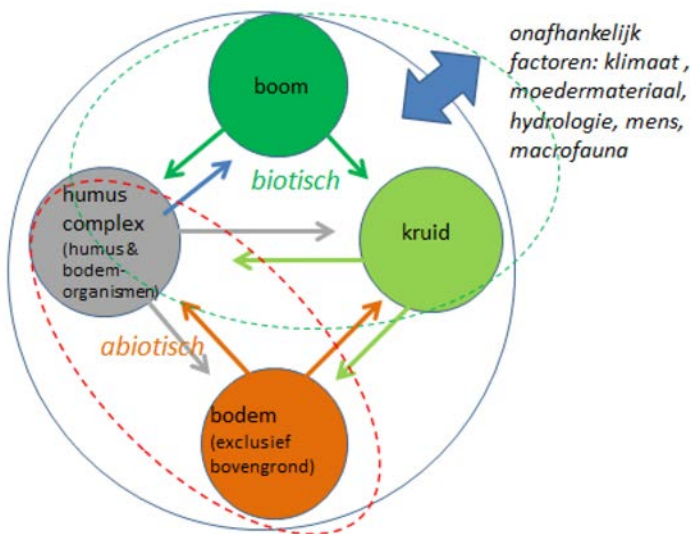 onafhankelijk
factoren: klimaat ,
moedermateriaal,
hydrologie, mens,
macrofauna
boom
biotisch
humus
complex
(humus &
bodem-
organismen)
kruid
abiotisch
bodem
(exclusief
bovengrond)